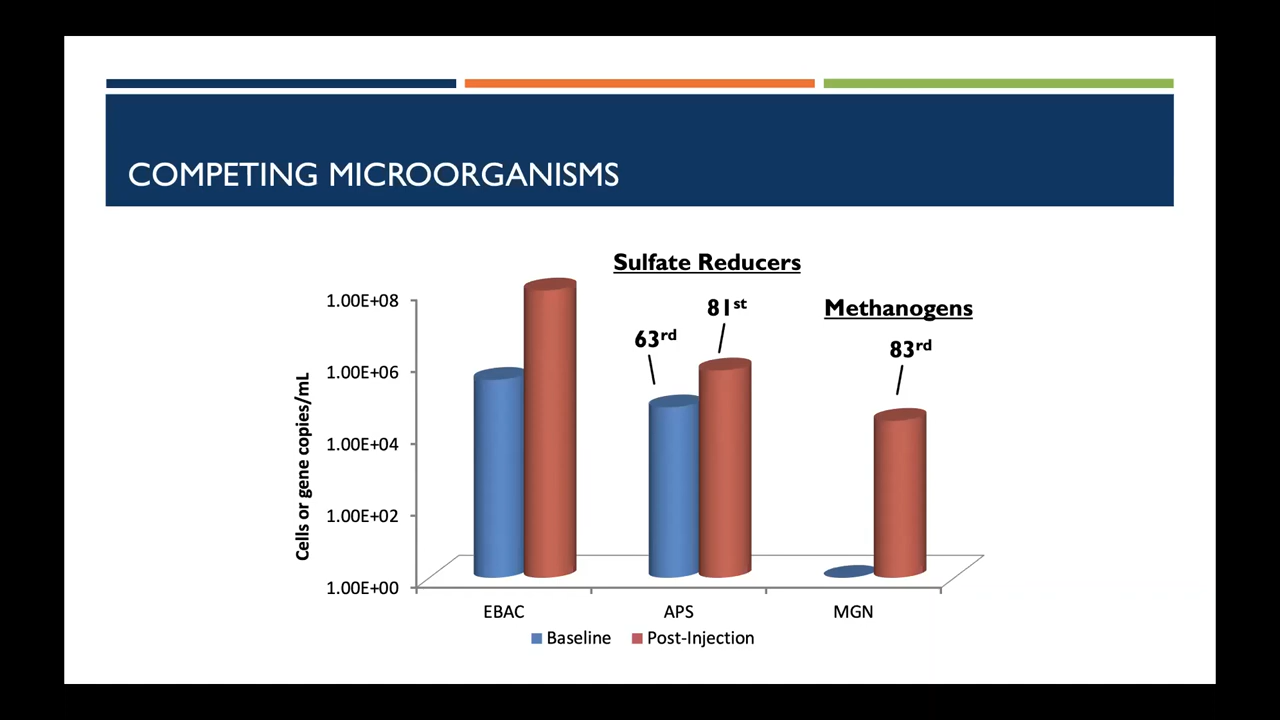 COMPETING MICROORGANISMS
Sulfate Reducers
81st
Methanogens
63rd
83rd
Cells or gene copies/mL
1.00E+08
1.00E+06
1.00E+04
1.00E+02
1.00E+00
EBAC APS MGN
Baseline Post-Injection